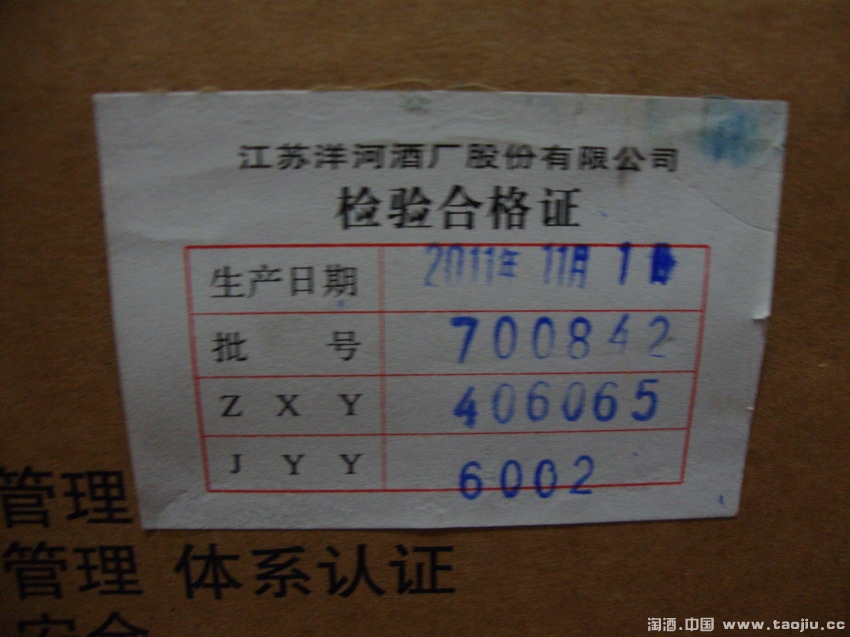 江苏洋河酒厂股份有限公司
检验合格证
生产日期 2011年 11月 1日
批 号 700842
Z X Y 406065
J Y Y 6002
管理
管理 体系认证
安全
淘酒.中国 www.taojiu.cc